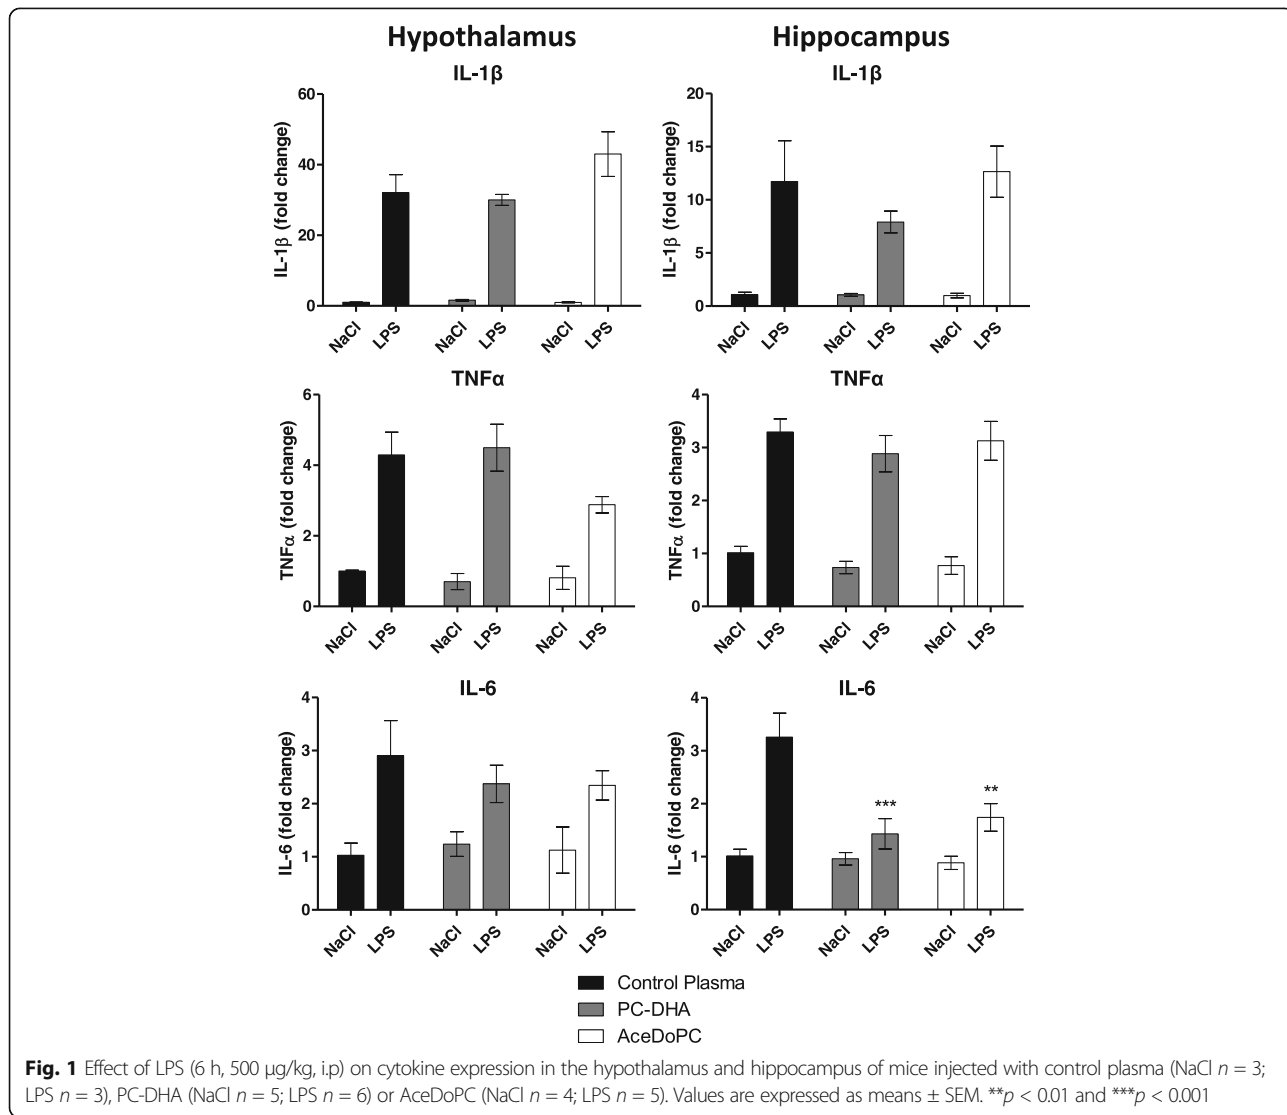 Hypothalamus
Hippocampus
IL-1β
IL-1β
60
40
20
0
IL-1β (fold change)
NaCl
LPS
NaCl
LPS
NaCl
LPS
20
15
10
5
0
IL-1β (fold change)
NaCl
LPS
NaCl
LPS
NaCl
LPS
TNFα
TNFα
6
4
2
0
TNFα (fold change)
NaCl
LPS
NaCl
LPS
NaCl
LPS
4
3
2
1
0
TNFα (fold change)
NaCl
LPS
NaCl
LPS
NaCl
LPS
IL-6
IL-6
4
3
2
1
0
IL-6 (fold change)
NaCl
LPS
NaCl
LPS
NaCl
LPS
4
3
2
1
0
IL-6 (fold change)
***
**
NaCl
LPS
NaCl
LPS
NaCl
LPS
Control Plasma
PC-DHA
AceDoPC
Fig. 1 Effect of LPS (6 h, 500 μg/kg, i.p) on cytokine expression in the hypothalamus and hippocampus of mice injected with control plasma (NaCl n = 3;
LPS n = 3), PC-DHA (NaCl n = 5; LPS n = 6) or AceDoPC (NaCl n = 4; LPS n = 5). Values are expressed as means ± SEM. **p < 0.01 and ***p < 0.001